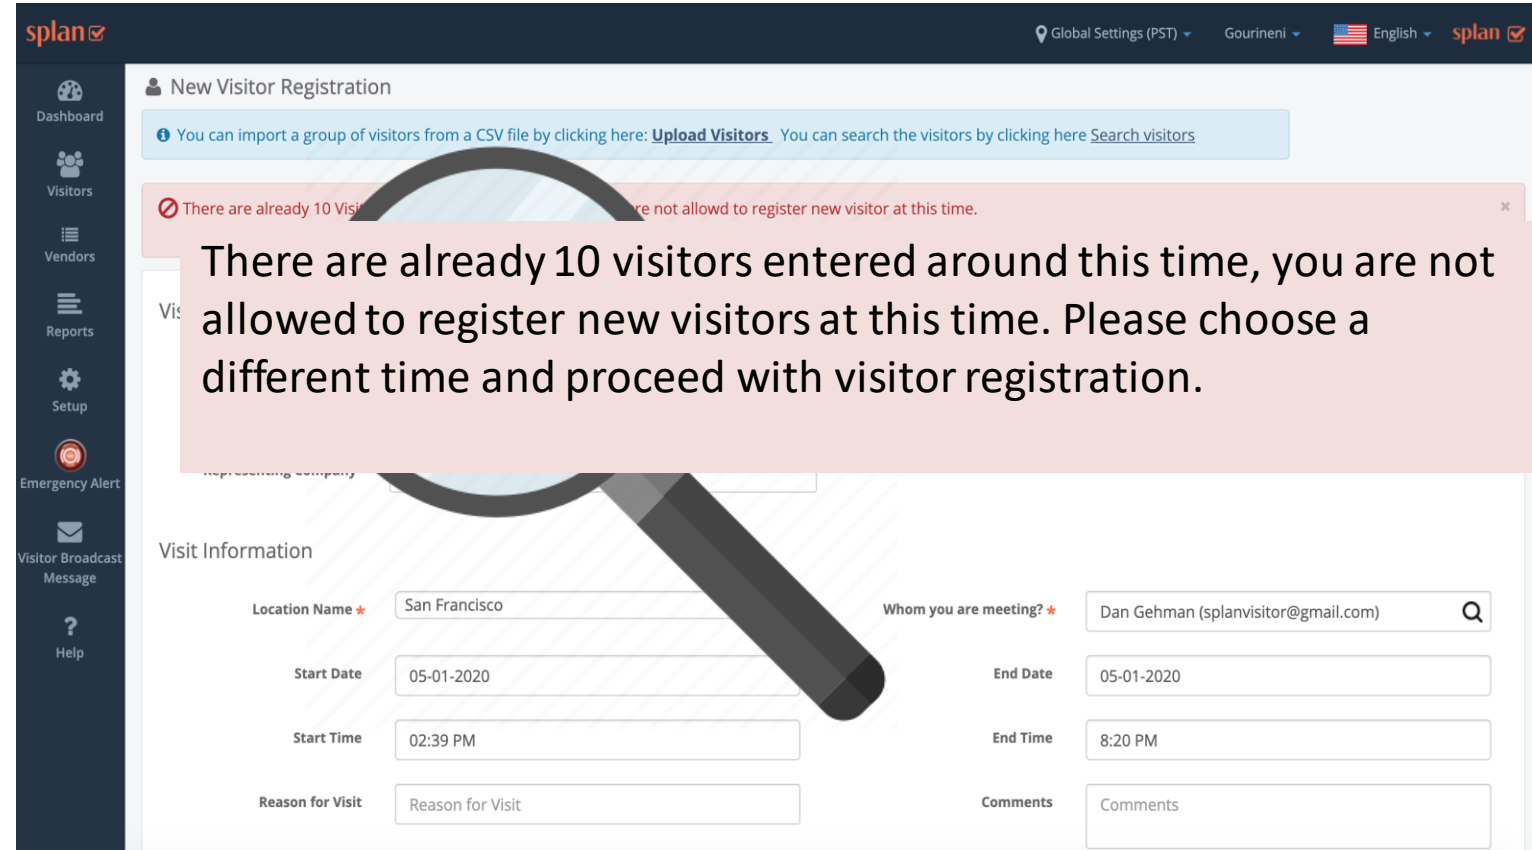 splan
Global Settings (PST)
Gourineni
English
splan
Dashboard
Visitors
Vendors
Reports
Setup
Emergency Alert
Visitor Broadcast
Message
?
Help
New Visitor Registration
You can import a group of visitors from a CSV file by clicking here: Upload Visitors You can search the visitors by clicking here Search visitors
There are already 10 re not allowd to register new visitor at this time.
×
There are already 10 visitors entered around this time, you are not
allowed to register new visitors at this time. Please choose a
different time and proceed with visitor registration.
Representing Company
Visit Information
Location Name *
San Francisco
Whom you are meeting? *
Dan Gehman (splanvisitor@gmail.com)
Start Date
05-01-2020
End Date
05-01-2020
Start Time
02:39 PM
End Time
8:20 PM
Reason for Visit
Reason for Visit
Comments
Comments